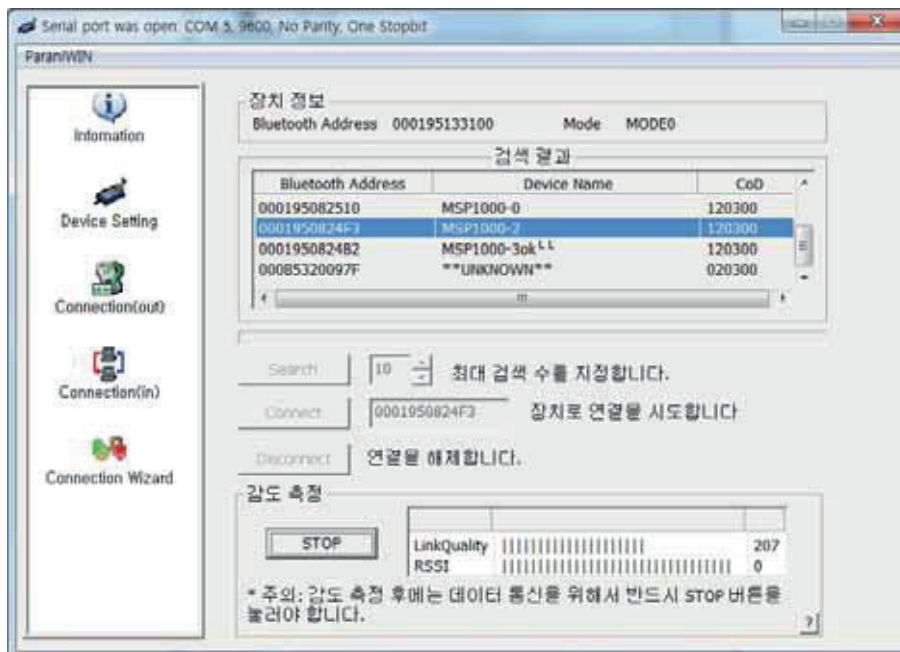 Serial port was open: COM 5, 9600, No Parity, One Stopbit
ParaniWIN
Infomation
Device Setting
Connection(out)
Connection(in)
Connection Wizard
장치 정보
Bluetooth Address 000195133100 Mode MODE0
검색 결과
Bluetooth Address Device Name CoD
000195082510 MSP1000-0 120300
0001950824F3 MSP1000-2 120300
0001950824B2 MSP1000-3ok└└ 120300
00085320097F **UNKNOWN** 020300
Search 10 최대 검색 수를 지정합니다.
Connect 0001950824F3 장치로 연결을 시도합니다
Disconnect 연결을 해제합니다.
감도 측정
STOP
LinkQuality 207
RSSI 0
* 주의: 감도 측정 후에는 데이터 통신을 위해서 반드시 STOP 버튼을
눌러야 합니다.
?